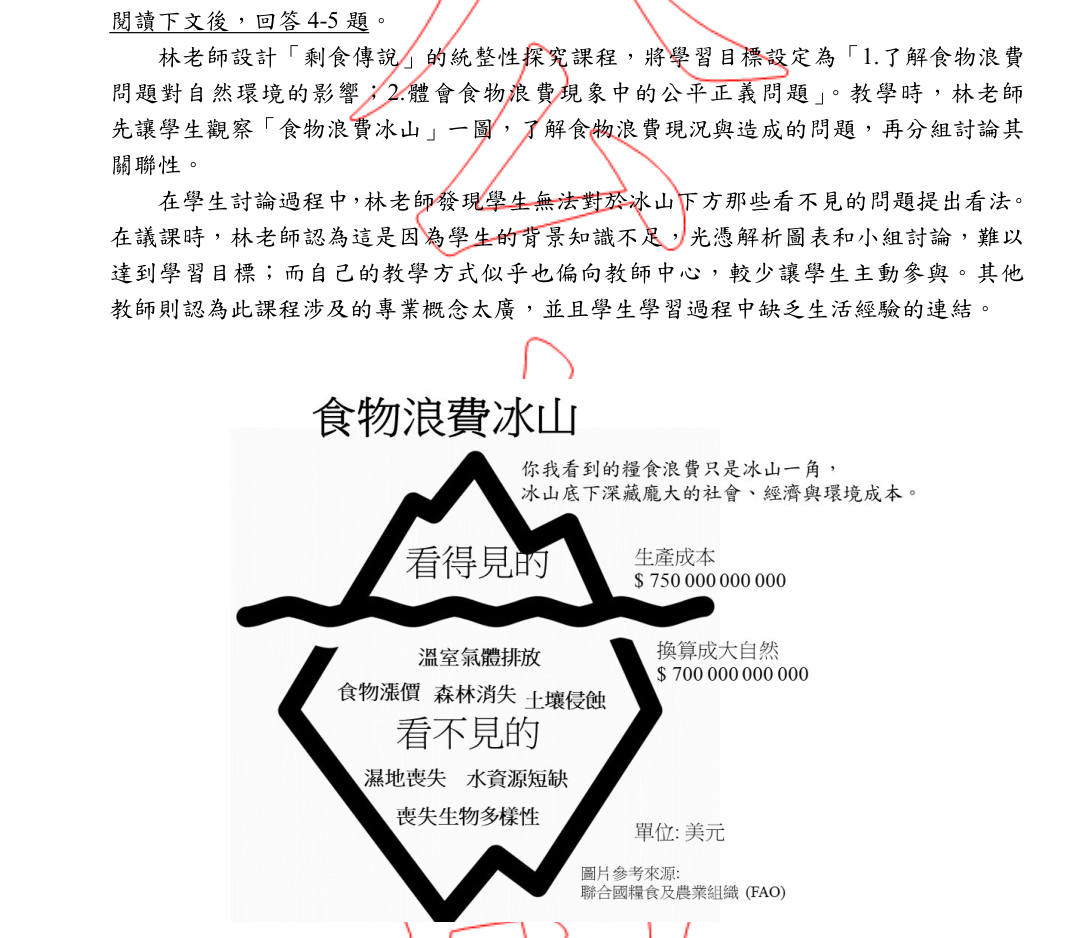 閱讀下文後，回答 4-5 題。
林老師設計「剩食傳說」的統整性探究課程，將學習目標設定為「1.了解食物浪費
問題對自然環境的影響；2.體會食物浪費現象中的公平正義問題」。教學時，林老師
先讓學生觀察「食物浪費冰山」一圖，了解食物浪費現況與造成的問題，再分組討論其
關聯性。
在學生討論過程中，林老師發現學生無法對於冰山下方那些看不見的問題提出看法。
在議課時，林老師認為這是因為學生的背景知識不足，光憑解析圖表和小組討論，難以
達到學習目標；而自己的教學方式似乎也偏向教師中心，較少讓學生主動參與。其他
教師則認為此課程涉及的專業概念太廣，並且學生學習過程中缺乏生活經驗的連結。
食物浪費冰山
你我看到的糧食浪費只是冰山一角，
冰山底下深藏龐大的社會、經濟與環境成本。
看得見的
生產成本
$ 750 000 000 000
換算成大自然
$ 700 000 000 000
溫室氣體排放
食物漲價 森林消失 土壤侵蝕
看不見的
濕地喪失 水資源短缺
喪失生物多樣性
單位: 美元
圖片參考來源:
聯合國糧食及農業組織 (FAO)